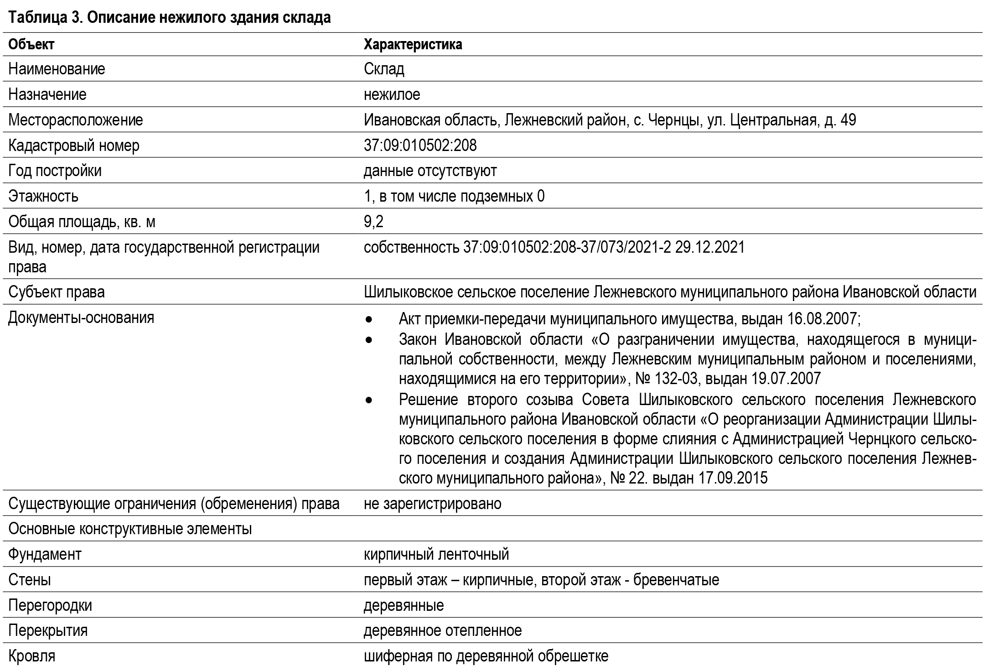 Таблица 3. Описание нежилого здания склада
Объект Характеристика
Наименование Склад
Назначение нежилое
Месторасположение Ивановская область, Лежневский район, с. Чернцы, ул. Центральная, д. 49
Кадастровый номер 37:09:010502:208
Год постройки данные отсутствуют
Этажность 1, в том числе подземных 0
Общая площадь, кв. м 9,2
Вид, номер, дата государственной регистрации собственность 37:09:010502:208-37/073/2021-2 29.12.2021
права
Субъект права Шилыковское сельское поселение Лежневского муниципального района Ивановской области
Документы-основания ● Акт приемки-передачи муниципального имущества, выдан 16.08.2007;
● Закон Ивановской области «О разграничении имущества, находящегося в муници-
пальной собственности, между Лежневским муниципальным районом и поселениями,
находящимися на его территории», № 132-03, выдан 19.07.2007
● Решение второго созыва Совета Шилыковского сельского поселения Лежневского
муниципального района Ивановской области «О реорганизации Администрации Шилы-
ковского сельского поселения в форме слияния с Администрацией Чернцкого сельско-
го поселения и создания Администрации Шилыковского сельского поселения Лежнев-
ского муниципального района», № 22. выдан 17.09.2015
Существующие ограничения (обременения) права не зарегистрировано
Основные конструктивные элементы
Фундамент кирпичный ленточный
Стены первый этаж – кирпичные, второй этаж - бревенчатые
Перегородки деревянные
Перекрытия деревянное отепленное
Кровля шиферная по деревянной обрешетке